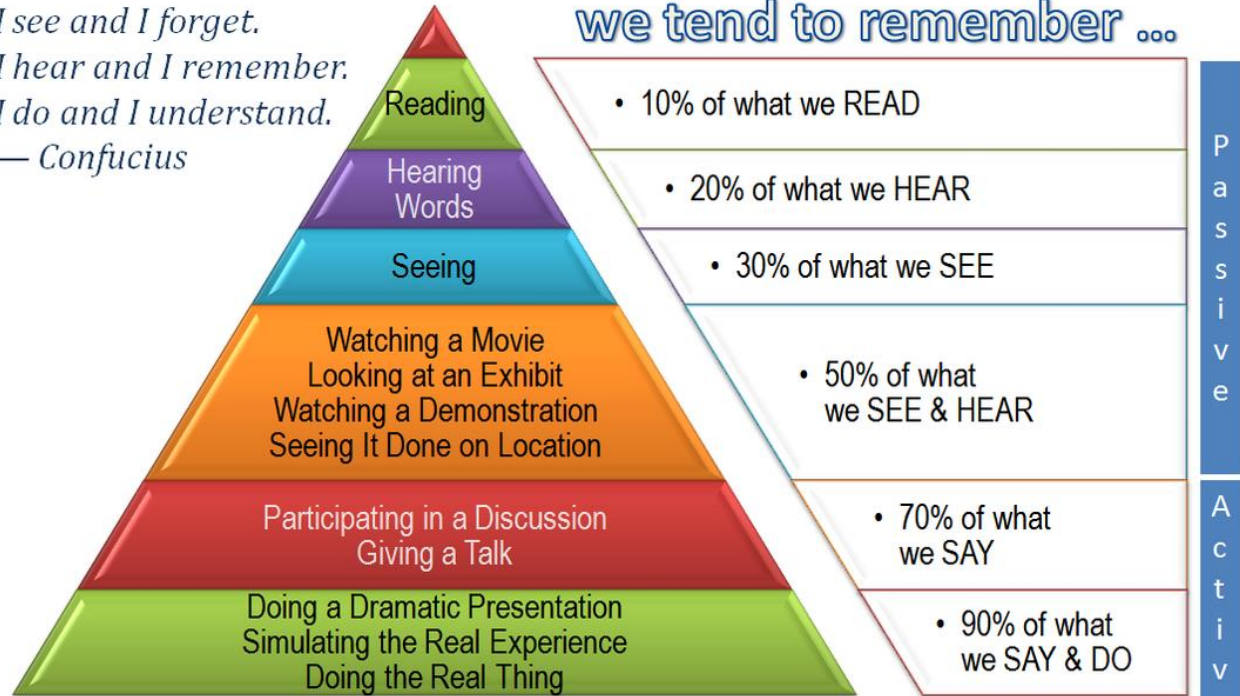 I see and I forget.
I hear and I remember.
I do and I understand.
— Confucius
we tend to remember ...
Reading
• 10% of what we READ
Hearing
Words
• 20% of what we HEAR
Seeing
• 30% of what we SEE
Watching a Movie
Looking at an Exhibit
Watching a Demonstration
Seeing It Done on Location
• 50% of what
we SEE & HEAR
Participating in a Discussion
Giving a Talk
• 70% of what
we SAY
Doing a Dramatic Presentation
Simulating the Real Experience
Doing the Real Thing
• 90% of what
we SAY & DO
Passive
Activ